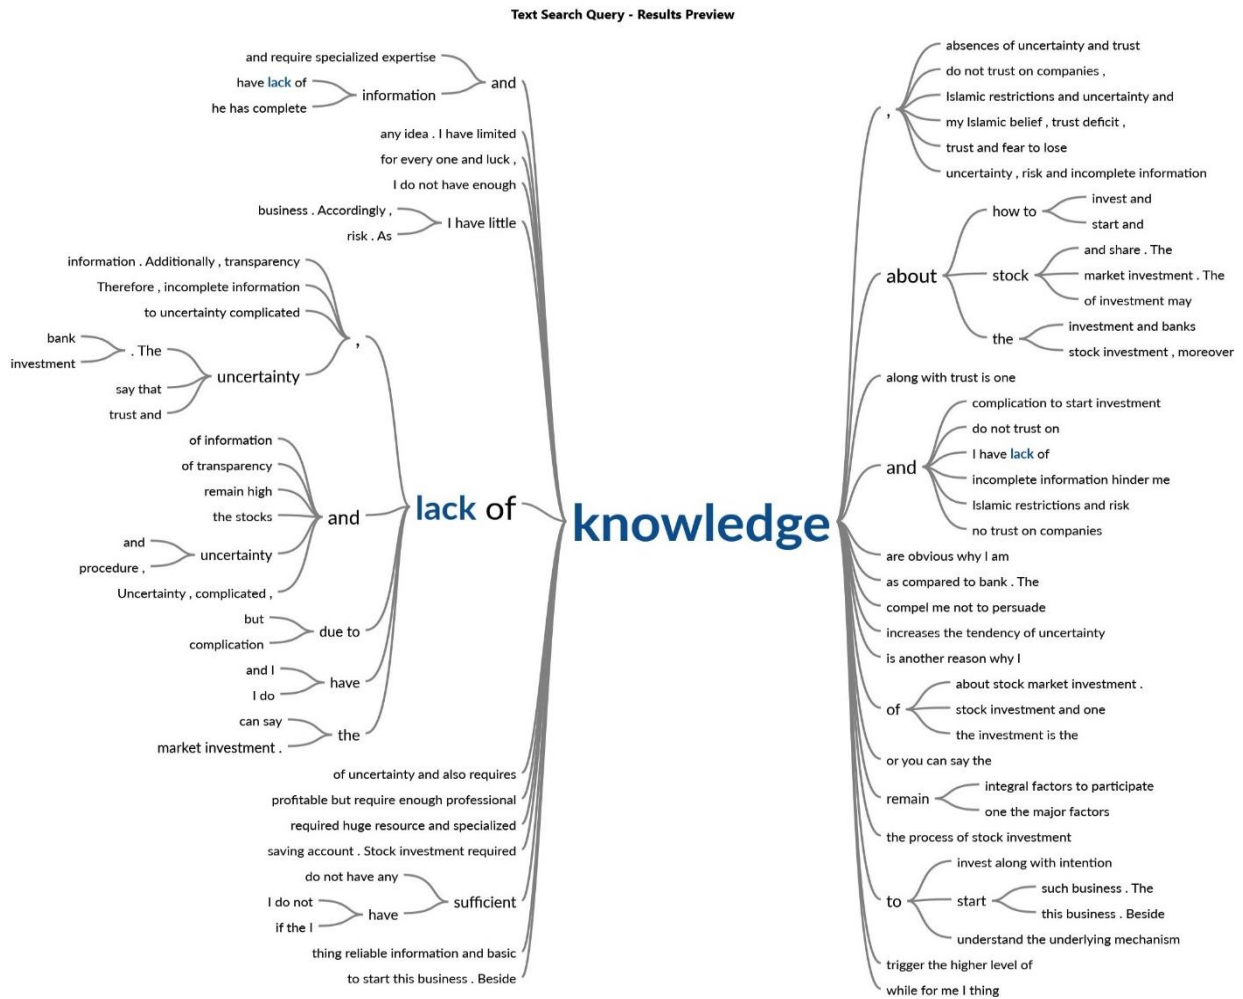 Text Search Query - Results Preview
and require specialized expertise
have lack of
he has complete
information
and
any idea . I have limited
for every one and luck ,
I do not have enough
business . Accordingly ,
risk . As
I have little
information . Additionally , transparency
Therefore , incomplete information
to uncertainty complicated
bank
investment
. The
say that
trust and
uncertainty
,
of information
of transparency
remain high
the stocks
and
procedure ,
uncertainty
Uncertainty , complicated ,
and
but
complication
due to
and I
I do
have
can say
market investment .
the
lack of
of uncertainty and also requires
profitable but require enough professional
required huge resource and specialized
saving account . Stock investment required
do not have any
I do not
if the I
have
sufficient
thing reliable information and basic
to start this business . Beside
knowledge
,
absences of uncertainty and trust
do not trust on companies ,
Islamic restrictions and uncertainty and
my Islamic belief , trust deficit ,
trust and fear to lose
uncertainty , risk and incomplete information
about
how to
invest and
start and
stock
and share . The
market investment . The
of investment may
the
investment and banks
stock investment , moreover
along with trust is one
and
complication to start investment
do not trust on
I have lack of
incomplete information hinder me
Islamic restrictions and risk
no trust on companies
are obvious why I am
as compared to bank . The
compel me not to persuade
increases the tendency of uncertainty
is another reason why I
of
about stock market investment .
stock investment and one
the investment is the
or you can say the
remain
integral factors to participate
one the major factors
the process of stock investment
to
invest along with intention
start
such business . The
this business . Beside
understand the underlying mechanism
trigger the higher level of
while for me I thing